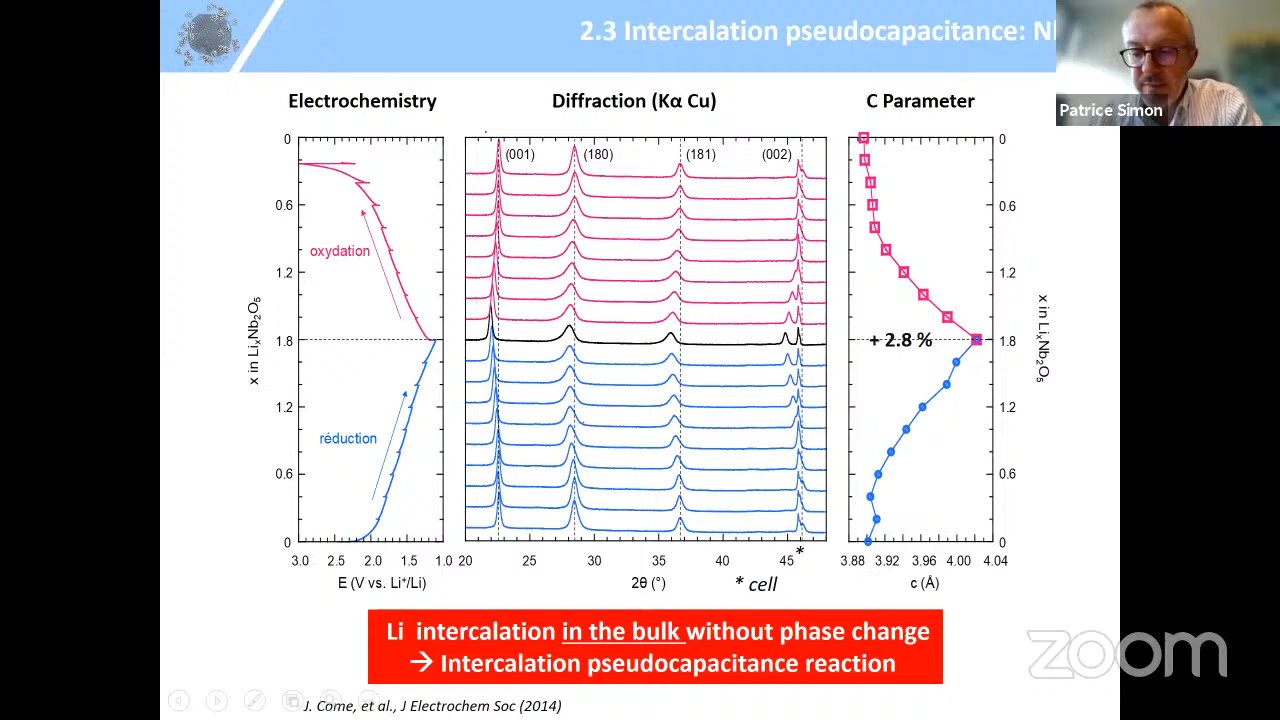 2.3 Intercalation pseudocapacitance:
Patrice Simon
Electrochemistry
Diffraction (Kα Cu)
C Parameter
0
0.6
1.2
1.8
1.2
0.6
0
x in LiₓNb₂O₅
oxydation
réduction
3.0 2.5 2.0 1.5 1.0
E (V vs. Li⁺/Li)
(001) (180) (181) (002)
20 25 30 35 40 45
*
2θ (°)
* cell
+ 2.8 %
0
0.6
1.2
1.8
1.2
0.6
0
x in LiₓNb₂O₅
3.88 3.92 3.96 4.00 4.04
c (Å)
Li intercalation in the bulk without phase change
→ Intercalation pseudocapacitance reaction
zoom
J. Come, et al., J Electrochem Soc (2014)